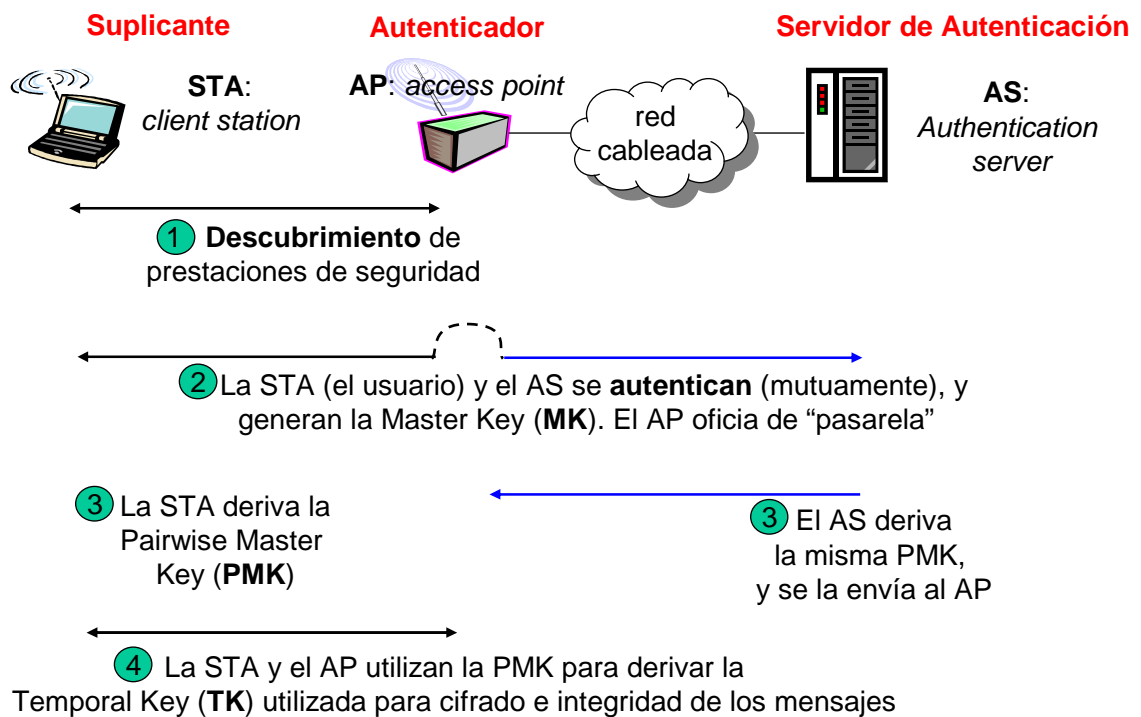 Suplicante
Autenticador
Servidor de Autenticación
STA:
client station
AP: access point
red
cableada
AS:
Authentication
server
1 Descubrimiento de
prestaciones de seguridad
2 La STA (el usuario) y el AS se autentican (mutuamente), y
generan la Master Key (MK). El AP oficia de “pasarela”
3 La STA deriva la
Pairwise Master
Key (PMK)
3 El AS deriva
la misma PMK,
y se la envía al AP
4 La STA y el AP utilizan la PMK para derivar la
Temporal Key (TK) utilizada para cifrado e integridad de los mensajes